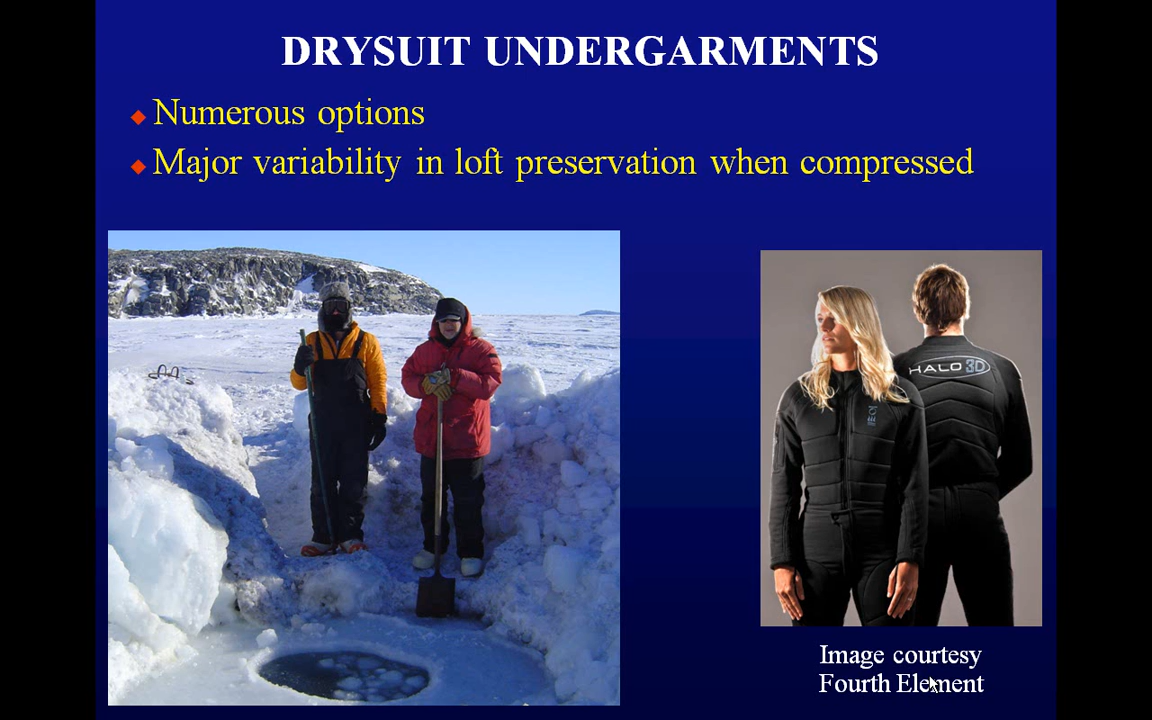 DRYSUIT UNDERGARMENTS
Numerous options
Major variability in loft preservation when compressed
HALO 3D
Image courtesy
Fourth Element